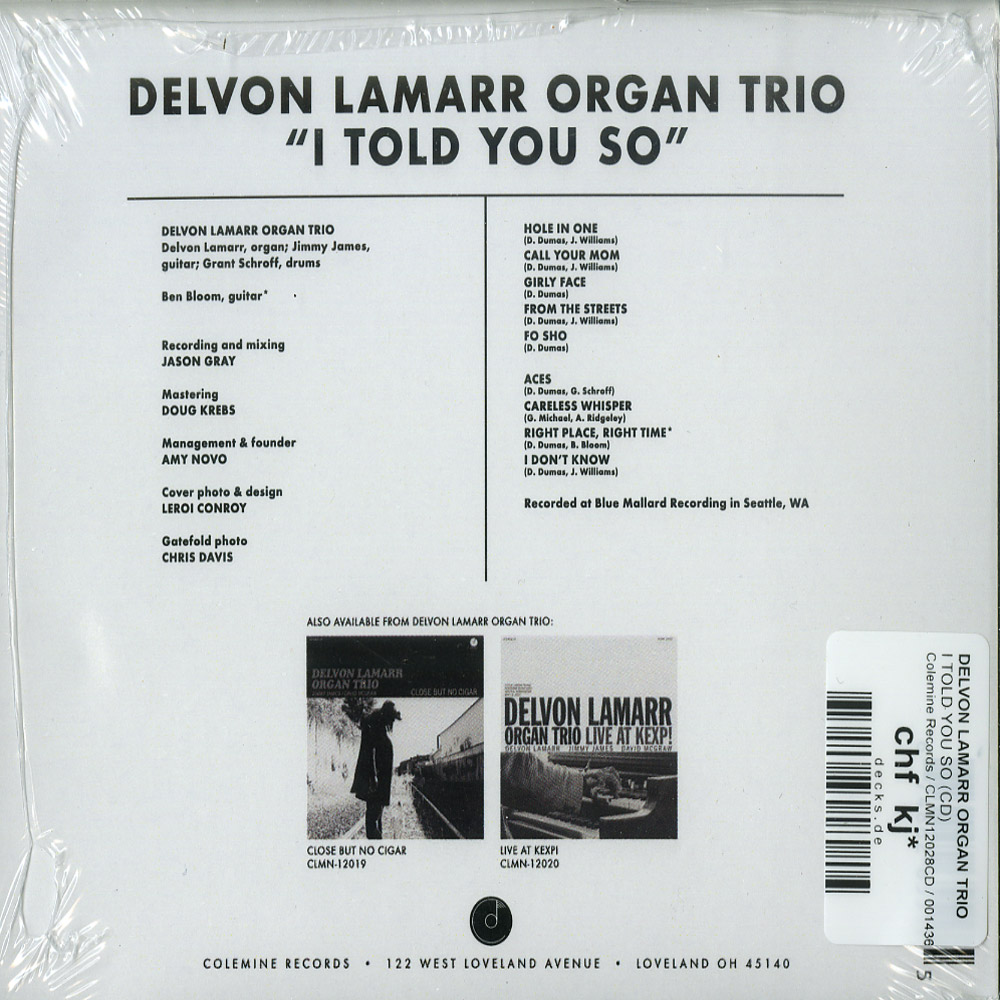 DELVON LAMARR ORGAN TRIO
“I TOLD YOU SO”
DELVON LAMARR ORGAN TRIO
Delvon Lamarr, organ; Jimmy James,
guitar; Grant Schroff, drums
Ben Bloom, guitar*
Recording and mixing
JASON GRAY
Mastering
DOUG KREBS
Management & founder
AMY NOVO
Cover photo & design
LEROI CONROY
Gatefold photo
CHRIS DAVIS
HOLE IN ONE
(D. Dumas, J. Williams)
CALL YOUR MOM
(D. Dumas, J. Williams)
GIRLY FACE
(D. Dumas)
FROM THE STREETS
(D. Dumas, J. Williams)
FO SHO
(D. Dumas)
ACES
(D. Dumas, G. Schroff)
CARELESS WHISPER
(G. Michael, A. Ridgeley)
RIGHT PLACE, RIGHT TIME*
(D. Dumas, B. Bloom)
I DON’T KNOW
(D. Dumas, J. Williams)
Recorded at Blue Mallard Recording in Seattle, WA
ALSO AVAILABLE FROM DELVON LAMARR ORGAN TRIO:
DELVON LAMARR
ORGAN TRIO
CLOSE BUT NO CIGAR
DELVON LAMARR
ORGAN TRIO LIVE AT KEXP!
DELVON LAMARR JIMMY JAMES DAVID MCGRAW
CLOSE BUT NO CIGAR
CLMN-12019
LIVE AT KEXP!
CLMN-12020
COLEMINE RECORDS • 122 WEST LOVELAND AVENUE • LOVELAND OH 45140
DELVON LAMARR ORGAN TRIO
I TOLD YOU SO (CD)
Colemine Records / CLMN12028CD / 001436
chf kj*
decks.de
5